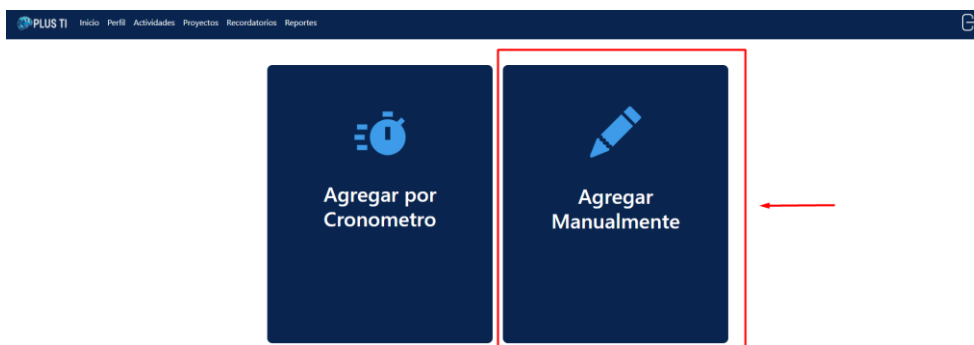 PLUS TI Inicio Perfil Actividades Proyectos Recordatorios Reportes
Agregar por
Cronometro
Agregar
Manualmente